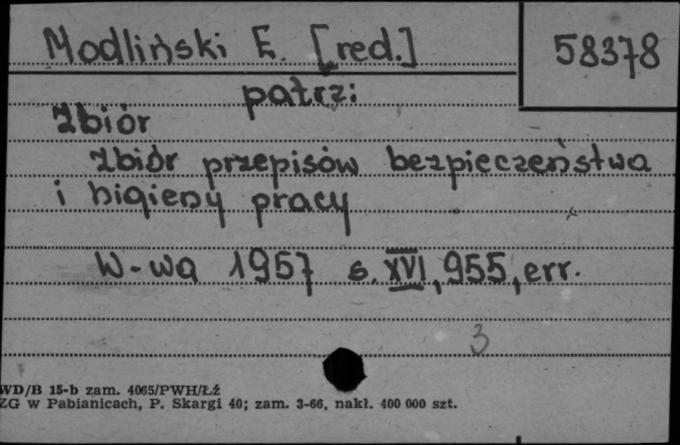 Modliński E. [red.]
58378
patrz:
Zbiór
Zbiór przepisów bezpieczeństwa
i higieny pracy
W-wa 1957 s. XVI, 955, err.
3
WD/B 15-b zam. 4065/PWH/Łź
ZG w Pabianicach, P. Skargi 40; zam. 3-66, nakł. 400 000 szt.